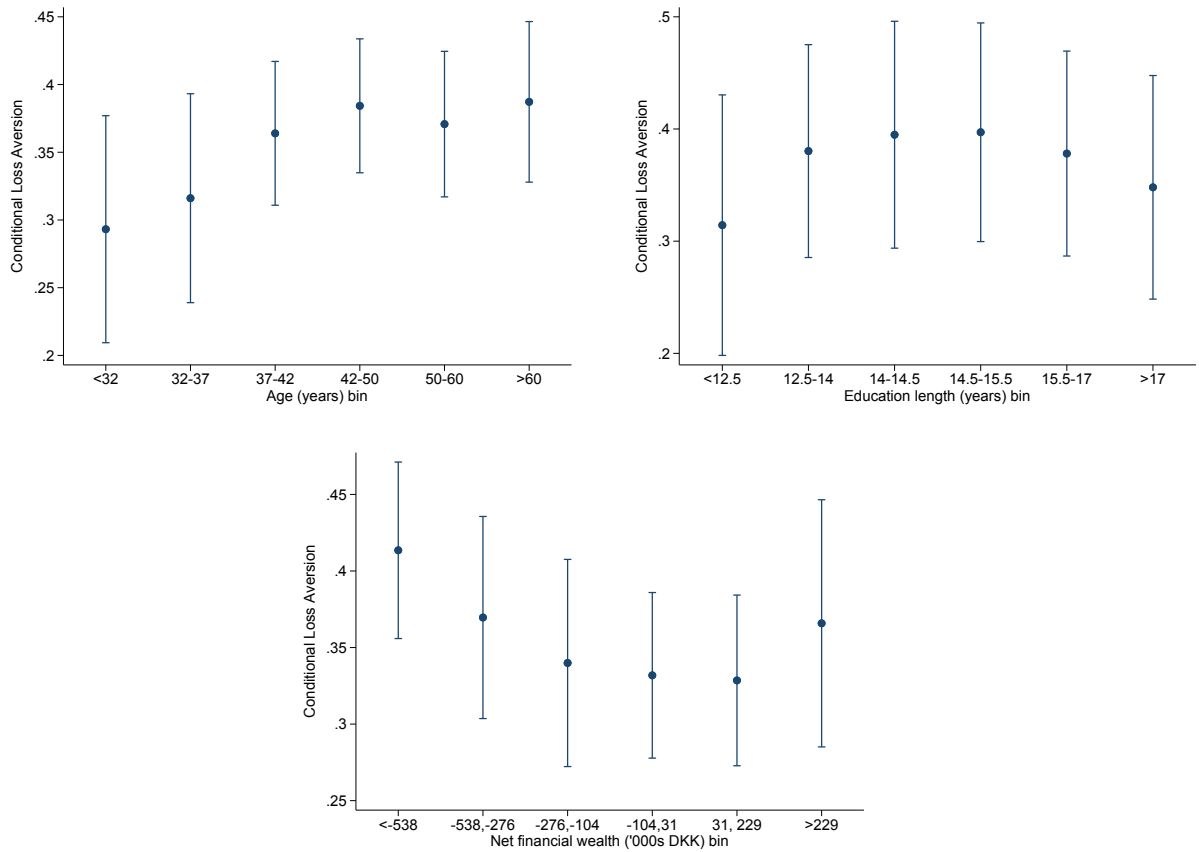 Conditional Loss Aversion
.45
.4
.35
.3
.25
.2
<32 32-37 37-42 42-50 50-60 >60
Age (years) bin
Conditional Loss Aversion
.5
.4
.3
.2
<12.5 12.5-14 14-14.5 14.5-15.5 15.5-17 >17
Education length (years) bin
Conditional Loss Aversion
.45
.4
.35
.3
.25
<-538 -538,-276 -276,-104 -104,31 31, 229 >229
Net financial wealth ('000s DKK) bin